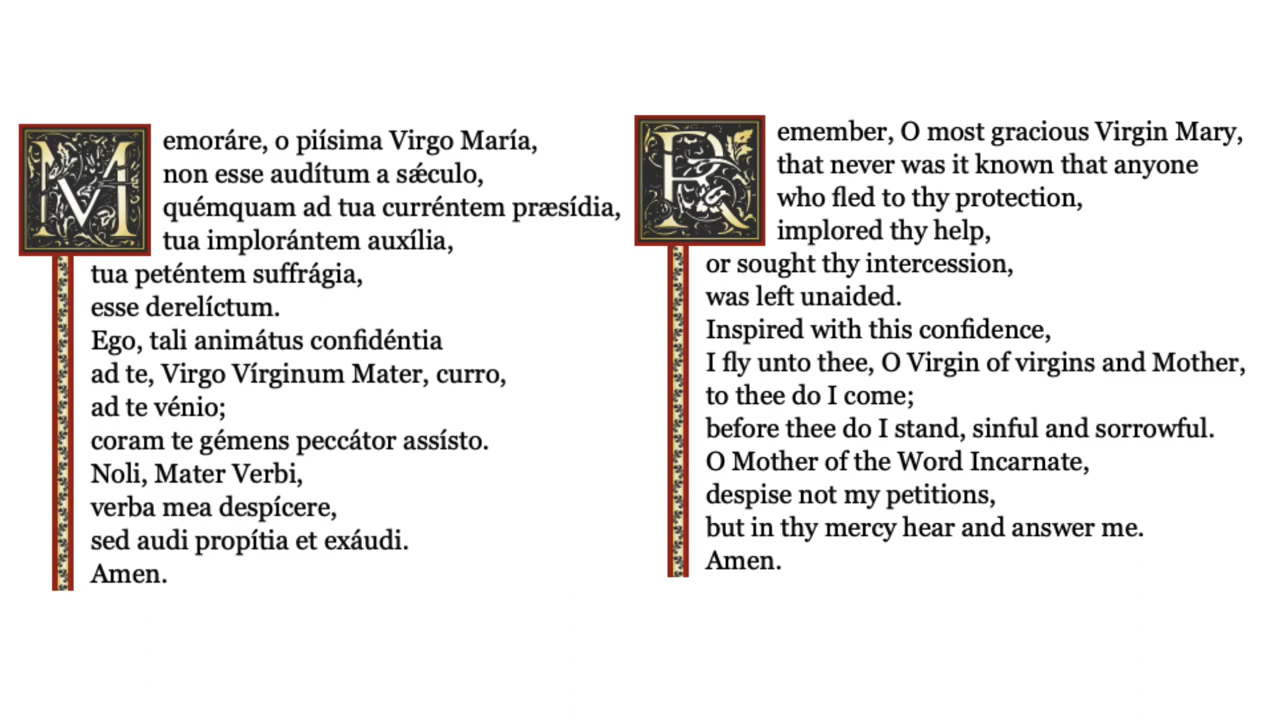 Memoráre, o piísima Virgo María,
non esse audítum a sǽculo,
quémquam ad tua curréntem præsídia,
tua implorántem auxília,
tua peténtem suffrágia,
esse derelíctum.
Ego, tali animátus confidéntia
ad te, Virgo Vírginum Mater, curro,
ad te vénio;
coram te gémens peccátor assísto.
Noli, Mater Verbi,
verba mea despícere,
sed audi propítia et exáudi.
Amen.
Remember, O most gracious Virgin Mary,
that never was it known that anyone
who fled to thy protection,
implored thy help,
or sought thy intercession,
was left unaided.
Inspired with this confidence,
I fly unto thee, O Virgin of virgins and Mother,
to thee do I come;
before thee do I stand, sinful and sorrowful.
O Mother of the Word Incarnate,
despise not my petitions,
but in thy mercy hear and answer me.
Amen.